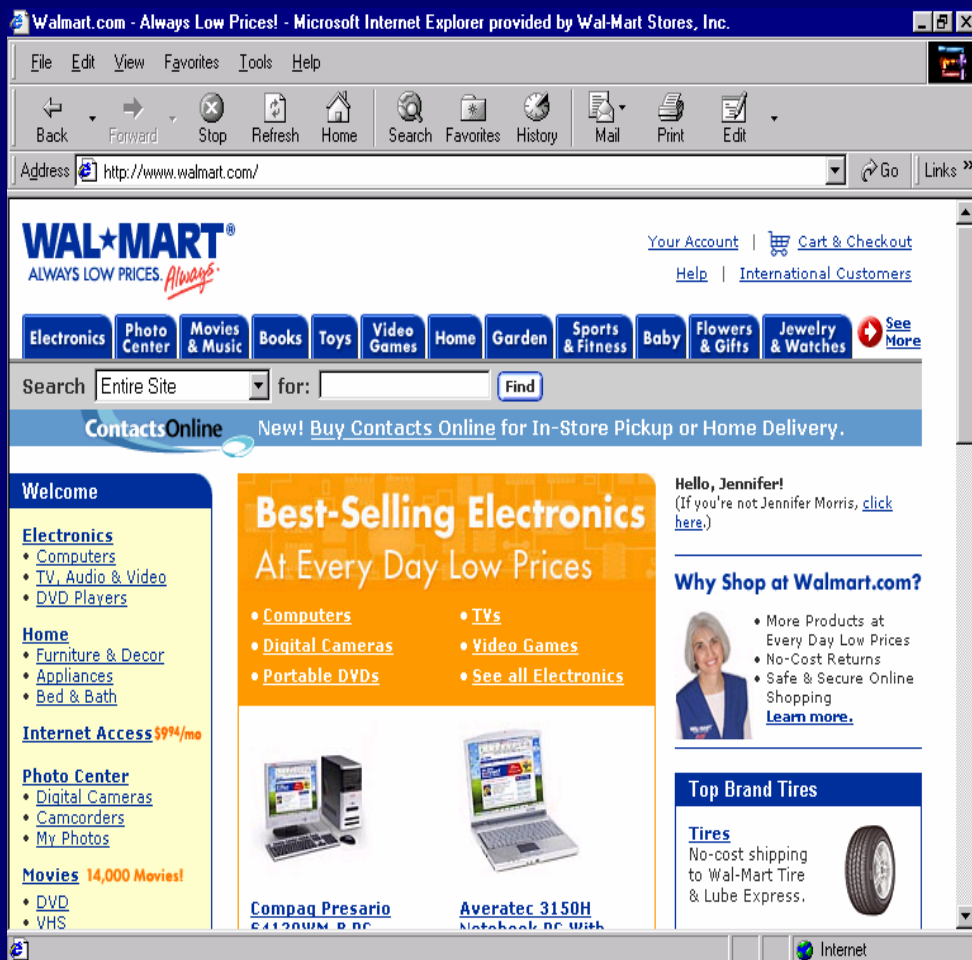 Walmart.com - Always Low Prices! - Microsoft Internet Explorer provided by Wal-Mart Stores, Inc.
File Edit View Favorites Tools Help
Back Forward Stop Refresh Home Search Favorites History Mail Print Edit
Address http://www.walmart.com/ Go Links »
WAL★MART®
ALWAYS LOW PRICES. Always.
Your Account | Cart & Checkout
Help | International Customers
Electronics
Photo Center
Movies & Music
Books
Toys
Video Games
Home
Garden
Sports & Fitness
Baby
Flowers & Gifts
Jewelry & Watches
See More
Search Entire Site for: Find
ContactsOnline New! Buy Contacts Online for In-Store Pickup or Home Delivery.
Welcome
Electronics
• Computers
• TV, Audio & Video
• DVD Players
Home
• Furniture & Decor
• Appliances
• Bed & Bath
Internet Access $994/mo
Photo Center
• Digital Cameras
• Camcorders
• My Photos
Movies 14,000 Movies!
• DVD
• VHS
Best-Selling Electronics
At Every Day Low Prices
• Computers
• Digital Cameras
• Portable DVDs
• TVs
• Video Games
• See all Electronics
Compaq Presario
Averatec 3150H
Notebook PC With
Hello, Jennifer!
(If you're not Jennifer Morris, click
here.)
Why Shop at Walmart.com?
• More Products at
Every Day Low Prices
• No-Cost Returns
• Safe & Secure Online
Shopping
Learn more.
Top Brand Tires
Tires
No-cost shipping
to Wal-Mart Tire
& Lube Express.
Internet